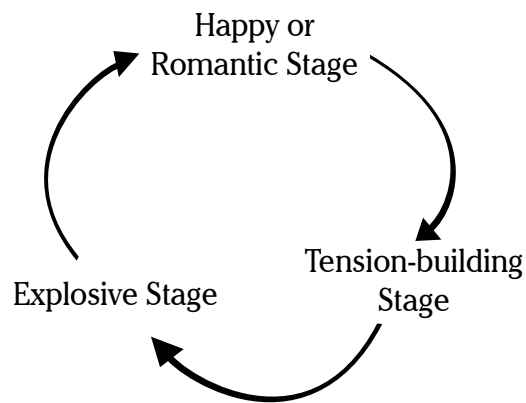 Happy or
Romantic Stage
Tension-building
Stage
Explosive Stage